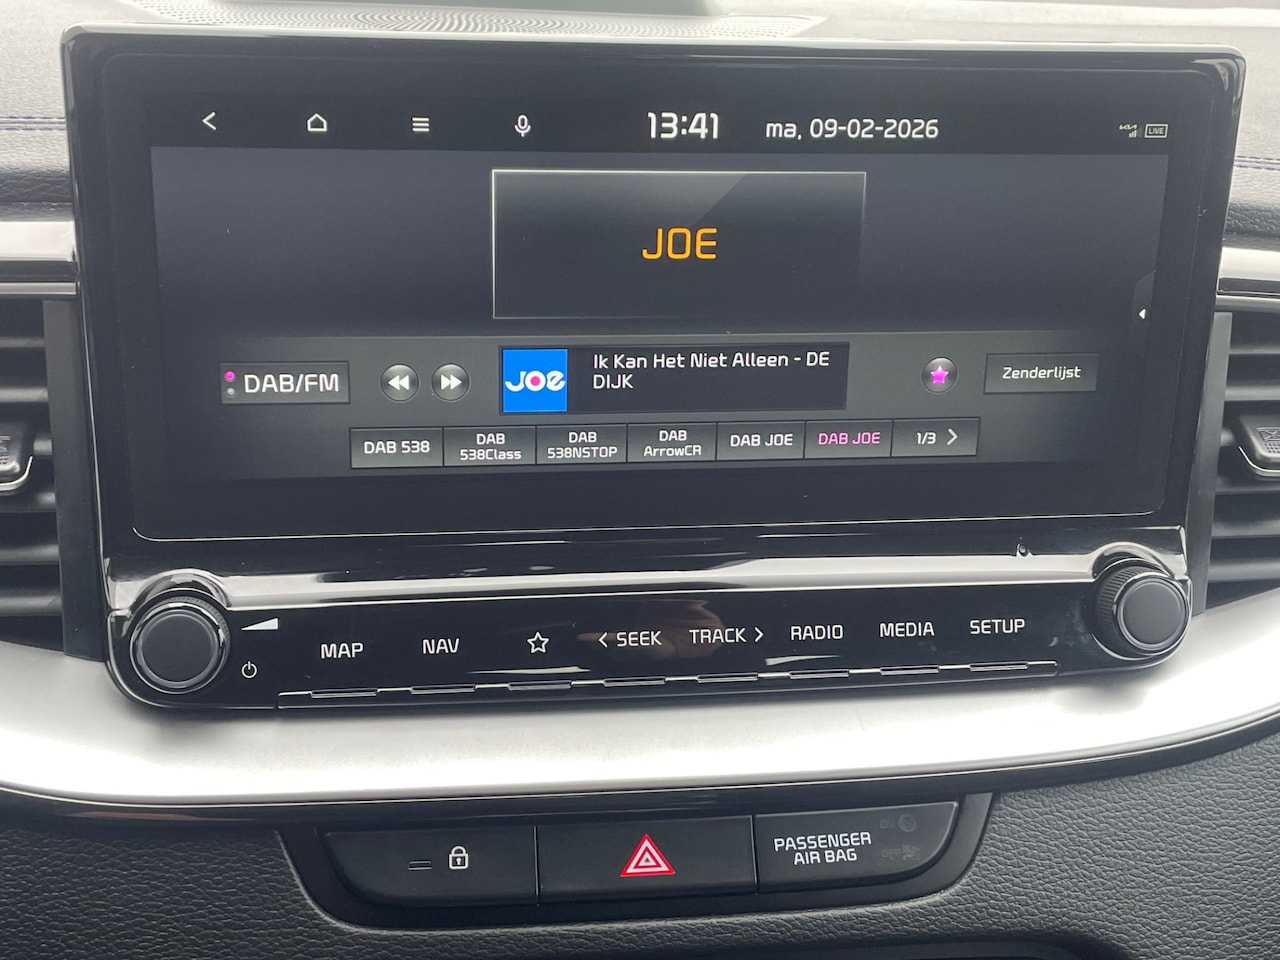 13:41 ma, 09-02-2026 LIVE
JOE
DAB/FM
Joe
Ik Kan Het Niet Alleen - DE
DIJK
Zenderlijst
DAB 538
DAB
538Class
DAB
538NSTOP
DAB
ArrowCR
DAB JOE
DAB JOE
1/3 >
MAP
NAV
< SEEK
TRACK >
RADIO
MEDIA
SETUP
PASSENGER
AIR BAG
ON
OFF